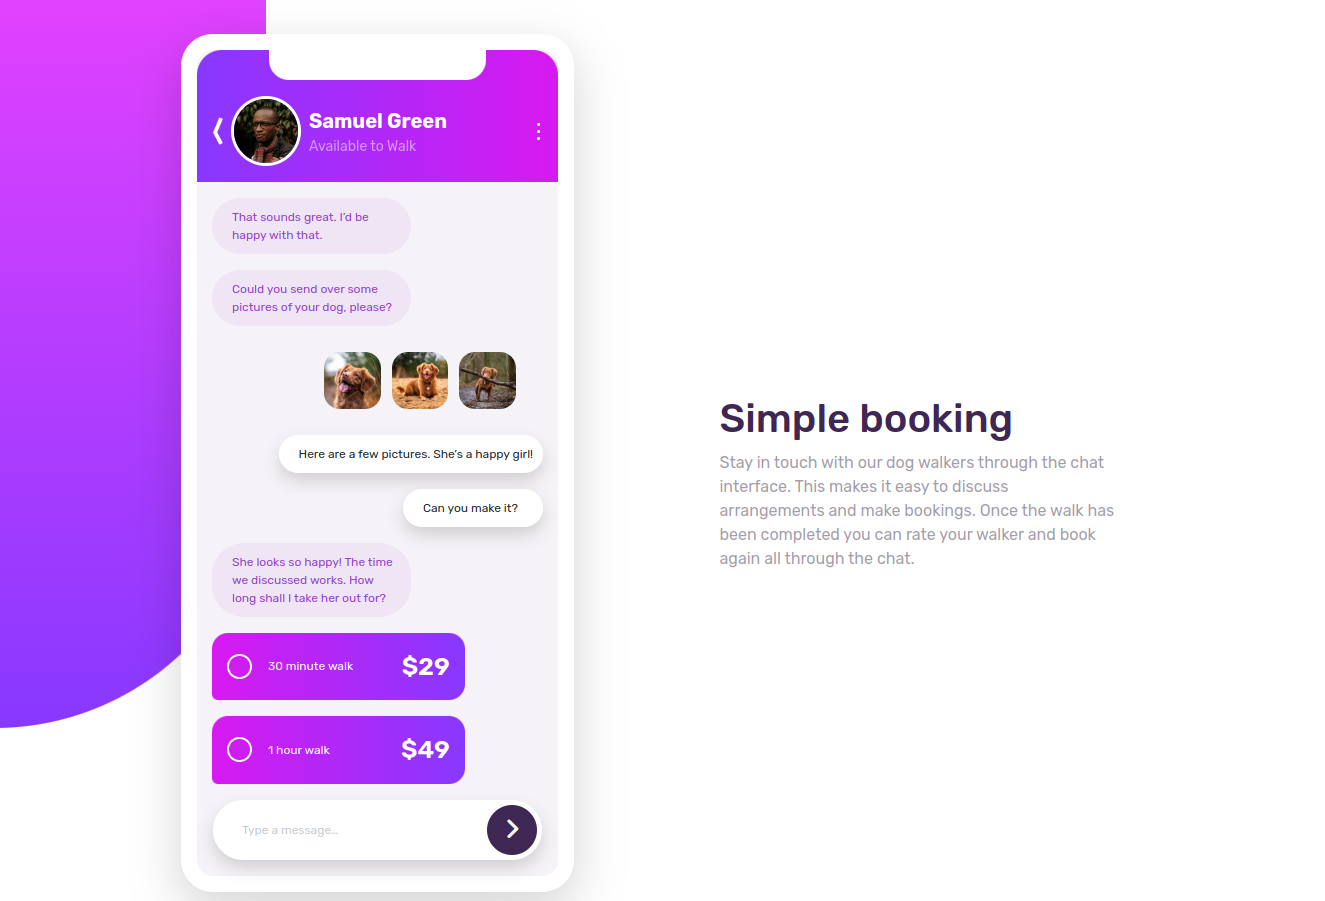 Samuel Green
Available to Walk
That sounds great. I’d be
happy with that.
Could you send over some
pictures of your dog, please?
Here are a few pictures. She’s a happy girl!
Can you make it?
She looks so happy! The time
we discussed works. How
long shall I take her out for?
30 minute walk $29
1 hour walk $49
Type a message…
Simple booking
Stay in touch with our dog walkers through the chat
interface. This makes it easy to discuss
arrangements and make bookings. Once the walk has
been completed you can rate your walker and book
again all through the chat.